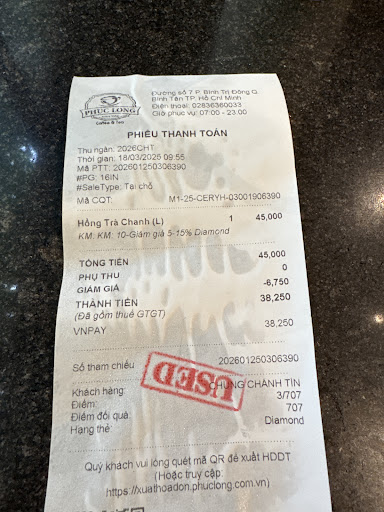 PHUC LONG
Coffee & Tea
Đường số 7 P. Bình Trị Đông Q.
Bình Tân TP. Hồ Chí Minh
Điện thoại: 02836360033
Giờ phục vụ: 07:00 - 23:00
PHIẾU THANH TOÁN
Thu ngân: 2026CHT
Thời gian: 18/03/2025 09:55
Mã PTT: 202601250306390
#PG: 16IN
#SaleType: Tại chỗ
Mã CQT: M1-25-CERYH-03001906390
Hồng Trà Chanh (L) 1 45,000
KM: KM: 10-Giảm giá 5-15% Diamond
TỔNG TIỀN 45,000
PHỤ THU 0
GIẢM GIÁ -6,750
THÀNH TIỀN 38,250
(Đã gồm thuế GTGT)
VNPAY 38,250
Số tham chiếu 202601250306390
USED
Khách hàng: CHUNG CHÁNH TÍN
Điểm: 3/707
Điểm đổi quà: 707
Hạng thẻ: Diamond
Quý khách vui lòng quét mã QR để xuất HDDT
(Hoặc truy cập:
https://xuathoadon.phuclong.com.vn)